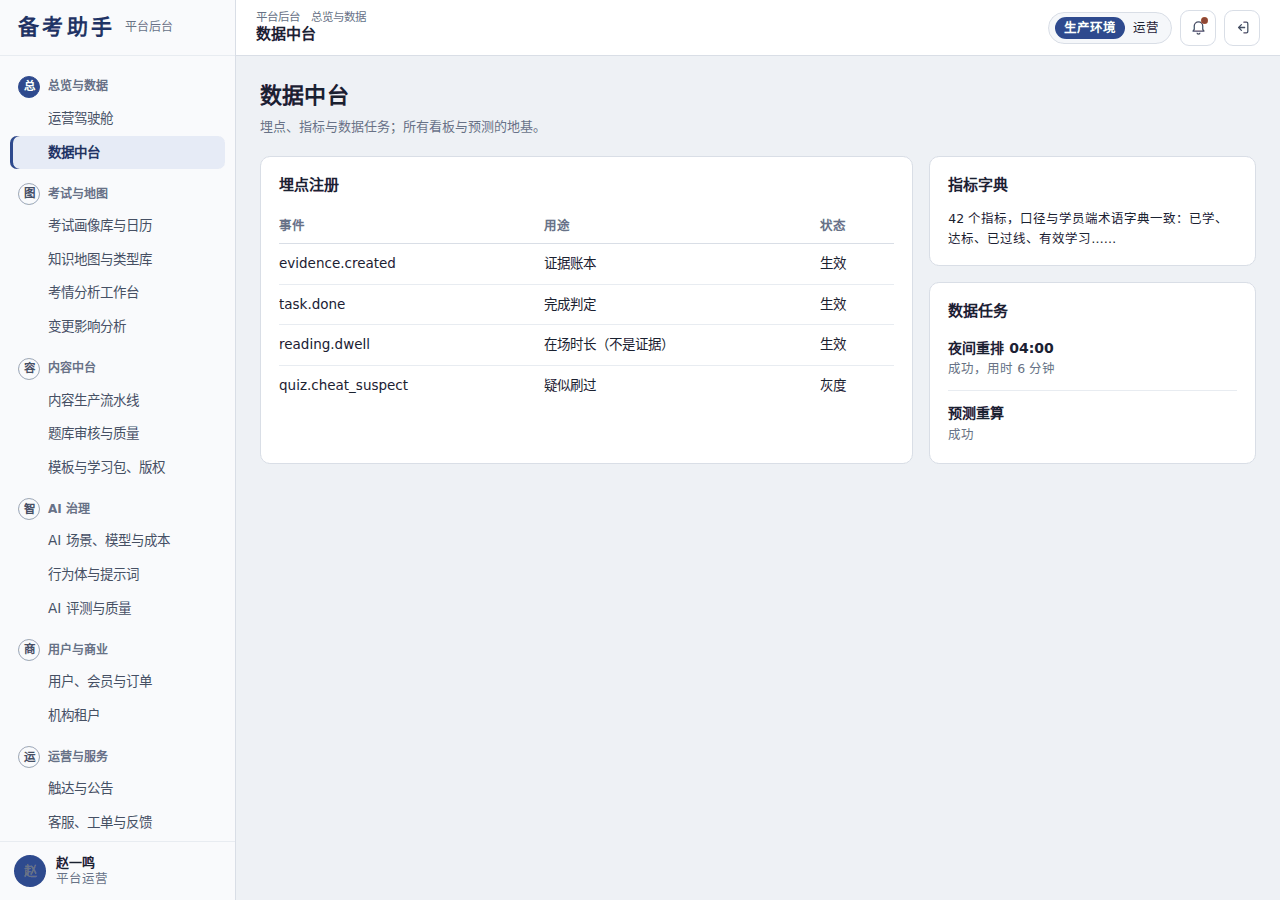 备考助手 平台后台
总 总览与数据
运营驾驶舱
数据中台
图 考试与地图
考试画像库与日历
知识地图与类型库
考情分析工作台
变更影响分析
容 内容中台
内容生产流水线
题库审核与质量
模板与学习包、版权
智 AI 治理
AI 场景、模型与成本
行为体与提示词
AI 评测与质量
商 用户与商业
用户、会员与订单
机构租户
运 运营与服务
触达与公告
客服、工单与反馈
赵 赵一鸣
平台运营
平台后台 总览与数据
数据中台
生产环境 运营
数据中台
埋点、指标与数据任务；所有看板与预测的地基。
埋点注册
事件 用途 状态
evidence.created 证据账本 生效
task.done 完成判定 生效
reading.dwell 在场时长（不是证据） 生效
quiz.cheat_suspect 疑似刷过 灰度
指标字典
42 个指标，口径与学员端术语字典一致：已学、
达标、已过线、有效学习……
数据任务
夜间重排 04:00
成功，用时 6 分钟
预测重算
成功